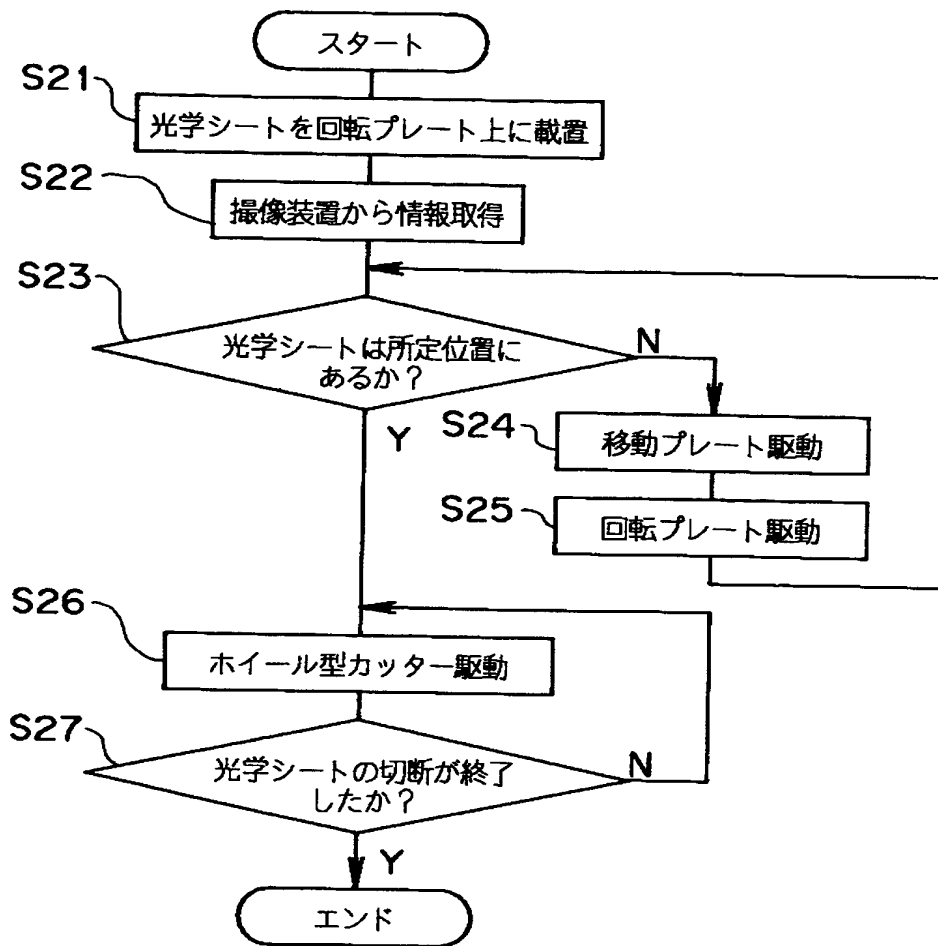 スタート
S21
光学シートを回転プレート上に載置
S22
撮像装置から情報取得
S23
光学シートは所定位置に
あるか?
N
Y
S24
移動プレート駆動
S25
回転プレート駆動
S26
ホイール型カッター駆動
S27
光学シートの切断が終了
したか?
N
Y
エンド